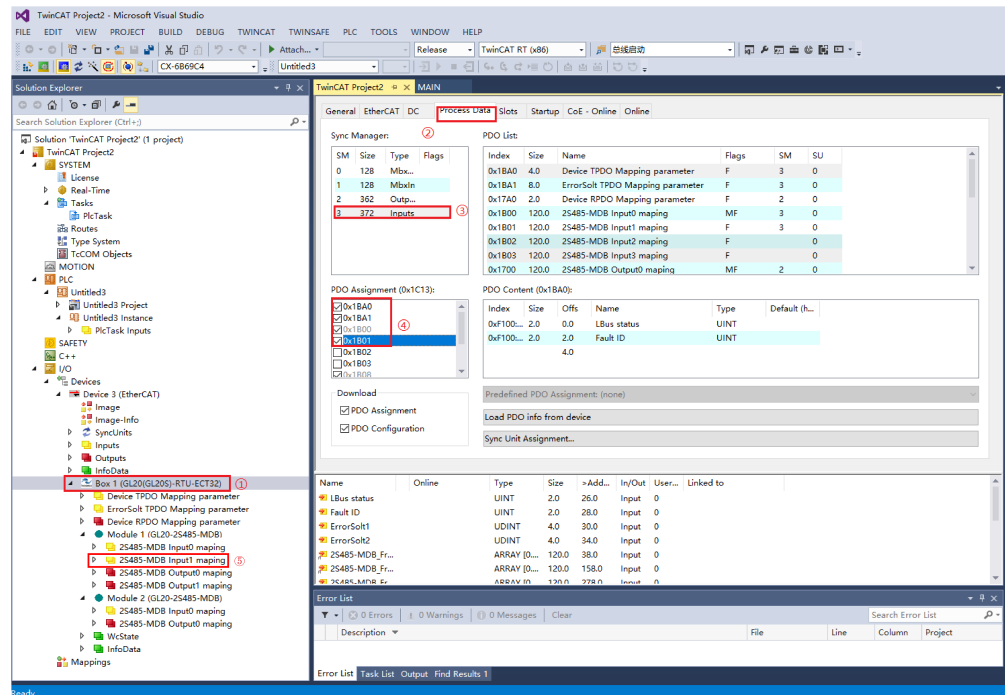 TwinCAT Project2 - Microsoft Visual Studio
FILE EDIT VIEW PROJECT BUILD DEBUG TWINCAT TWINSAFE PLC TOOLS WINDOW HELP
Attach... Release TwinCAT RT (x86) 总线启动
CX-6B69C4 Untitled3
Solution Explorer
Search Solution Explorer (Ctrl+;)
Solution 'TwinCAT Project2' (1 project)
TwinCAT Project2
SYSTEM
License
Real-Time
Tasks
PlcTask
Routes
Type System
TcCOM Objects
MOTION
PLC
Untitled3
Untitled3 Project
Untitled3 Instance
PlcTask Inputs
SAFETY
C++
I/O
Devices
Device 3 (EtherCAT)
Image
Image-Info
SyncUnits
Inputs
Outputs
InfoData
Box 1 (GL20(GL20S)-RTU-ECT32) ①
Device TPDO Mapping parameter
ErrorSolt TPDO Mapping parameter
Device RPDO Mapping parameter
Module 1 (GL20-2S485-MDB)
2S485-MDB Input0 maping
2S485-MDB Input1 maping ⑤
2S485-MDB Output0 maping
2S485-MDB Output1 maping
Module 2 (GL20-2S485-MDB)
2S485-MDB Input0 maping
2S485-MDB Output0 maping
WcState
InfoData
Mappings
TwinCAT Project2 MAIN
General EtherCAT DC Process Data Slots Startup CoE - Online Online
②
Sync Manager:
SM Size Type Flags
0 128 Mbx...
1 128 MbxIn
2 362 Outp...
3 372 Inputs ③
PDO List:
Index Size Name Flags SM SU
0x1BA0 4.0 Device TPDO Mapping parameter F 3 0
0x1BA1 8.0 ErrorSolt TPDO Mapping parameter F 3 0
0x17A0 2.0 Device RPDO Mapping parameter F 2 0
0x1B00 120.0 2S485-MDB Input0 maping MF 3 0
0x1B01 120.0 2S485-MDB Input1 maping F 3 0
0x1B02 120.0 2S485-MDB Input2 maping F 0
0x1B03 120.0 2S485-MDB Input3 maping F 0
0x1700 120.0 2S485-MDB Output0 maping MF 2 0
PDO Assignment (0x1C13):
0x1BA0
0x1BA1
0x1B00 ④
0x1B01
0x1B02
0x1B03
0x1B08
PDO Content (0x1BA0):
Index Size Offs Name Type Default (h...
0xF100:... 2.0 0.0 LBus status UINT
0xF100:... 2.0 2.0 Fault ID UINT
4.0
Download
PDO Assignment
PDO Configuration
Predefined PDO Assignment: (none)
Load PDO info from device
Sync Unit Assignment...
Name Online Type Size >Add... In/Out User... Linked to
LBus status UINT 2.0 26.0 Input 0
Fault ID UINT 2.0 28.0 Input 0
ErrorSolt1 UDINT 4.0 30.0 Input 0
ErrorSolt2 UDINT 4.0 34.0 Input 0
2S485-MDB_Fr... ARRAY [0.... 120.0 38.0 Input 0
2S485-MDB_Fr... ARRAY [0.... 120.0 158.0 Input 0
2S485-MDB_Fr... ARRAY [0.... 120.0 278.0 Input 0
Error List
0 Errors 0 Warnings 0 Messages Clear Search Error List
Description File Line Column Project
Error List Task List Output Find Results 1
Ready